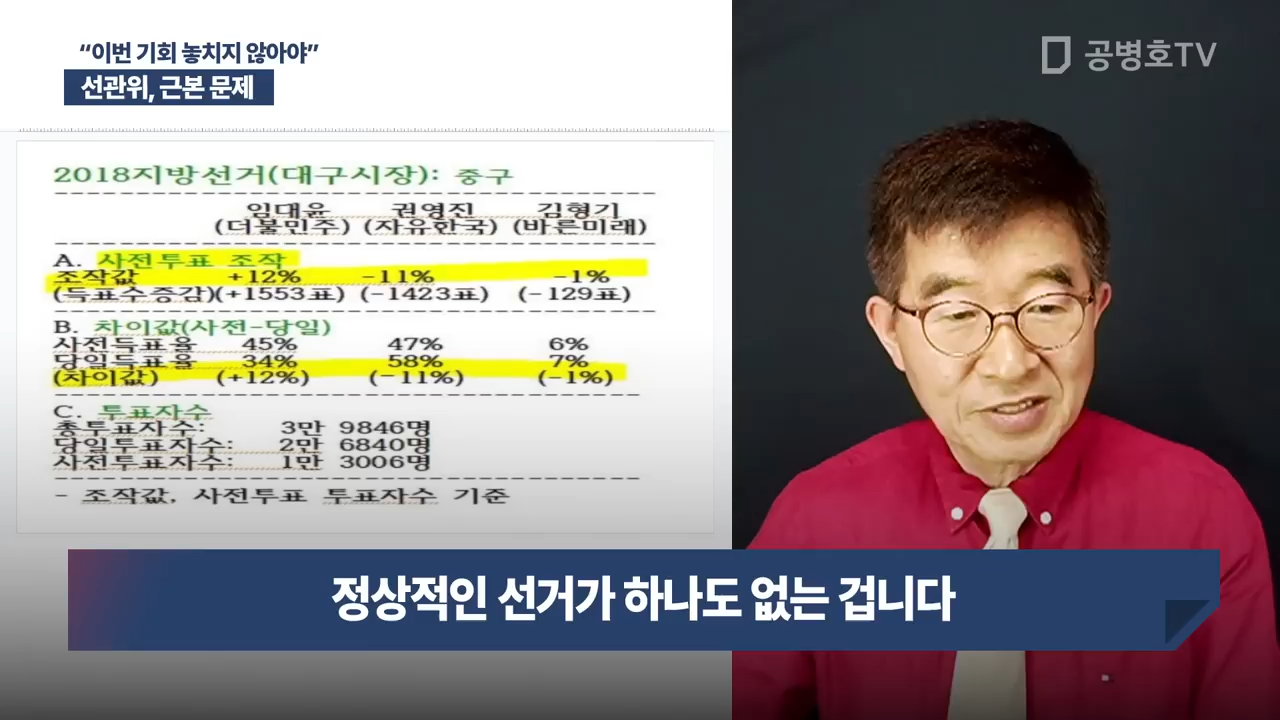 “이번 기회 놓치지 않아야”
선관위, 근본 문제
공병호TV
2018지방선거(대구시장): 중구
임대윤 권영진 김형기
(더불민주) (자유한국) (바른미래)
A. 사전투표 조작
조작값 +12% -11% -1%
(득표수증감)(+1553표) (-1423표) (-129표)
B. 차이값(사전-당일)
사전득표율 45% 47% 6%
당일득표율 34% 58% 7%
(차이값) (+12%) (-11%) (-1%)
C. 투표자수
총투표자수: 3만 9846명
당일투표자수: 2만 6840명
사전투표자수: 1만 3006명
- 조작값, 사전투표 투표자수 기준
정상적인 선거가 하나도 없는 겁니다